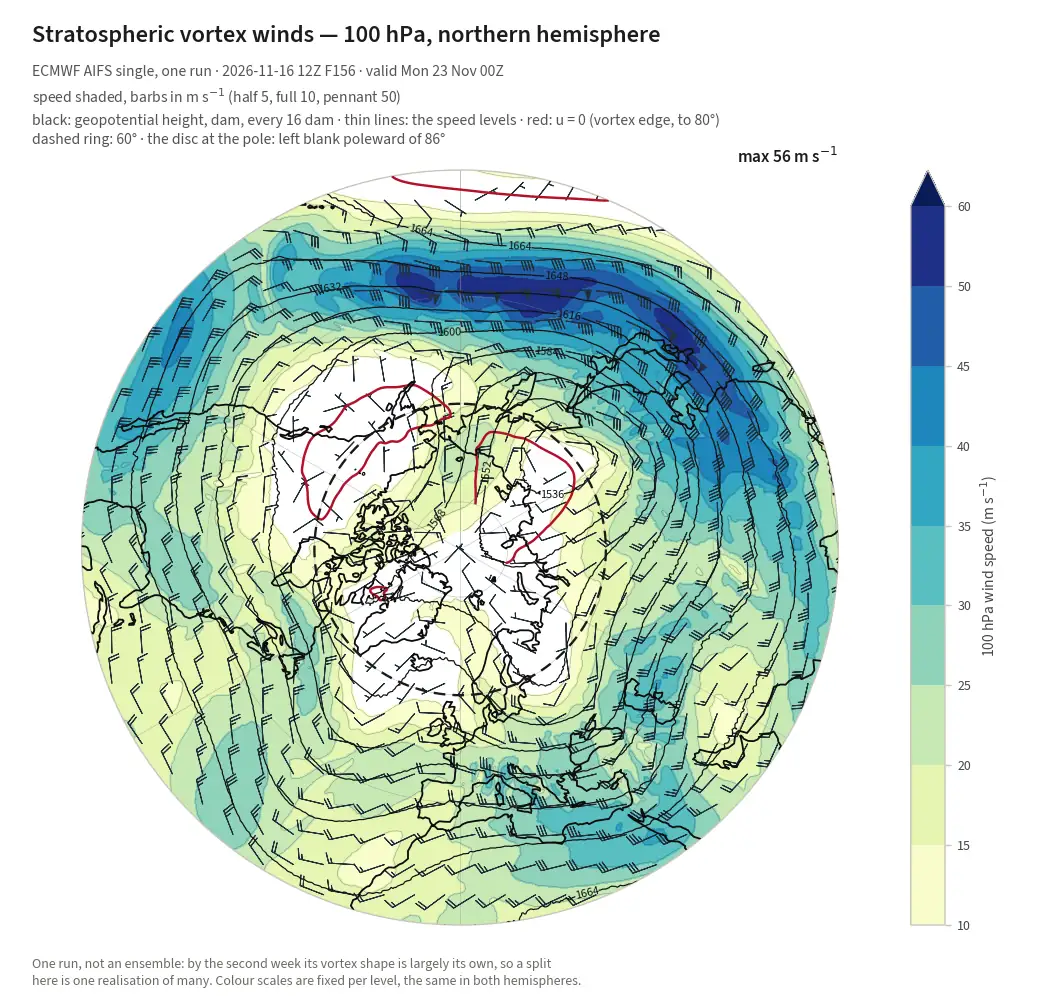 Stratospheric vortex winds — 100 hPa, northern hemisphere
ECMWF AIFS single, one run · 2026-11-16 12Z F156 · valid Mon 23 Nov 00Z
speed shaded, barbs in m s⁻¹ (half 5, full 10, pennant 50)
black: geopotential height, dam, every 16 dam · thin lines: the speed levels · red: u = 0 (vortex edge, to 80°)
dashed ring: 60° · the disc at the pole: left blank poleward of 86°
max 56 m s⁻¹
1664
1664
1648
1632
1616
1600
1584
1552
1536
1568
1664
60
50
45
40
35
30
25
20
15
10
100 hPa wind speed (m s⁻¹)
One run, not an ensemble: by the second week its vortex shape is largely its own, so a split
here is one realisation of many. Colour scales are fixed per level, the same in both hemispheres.